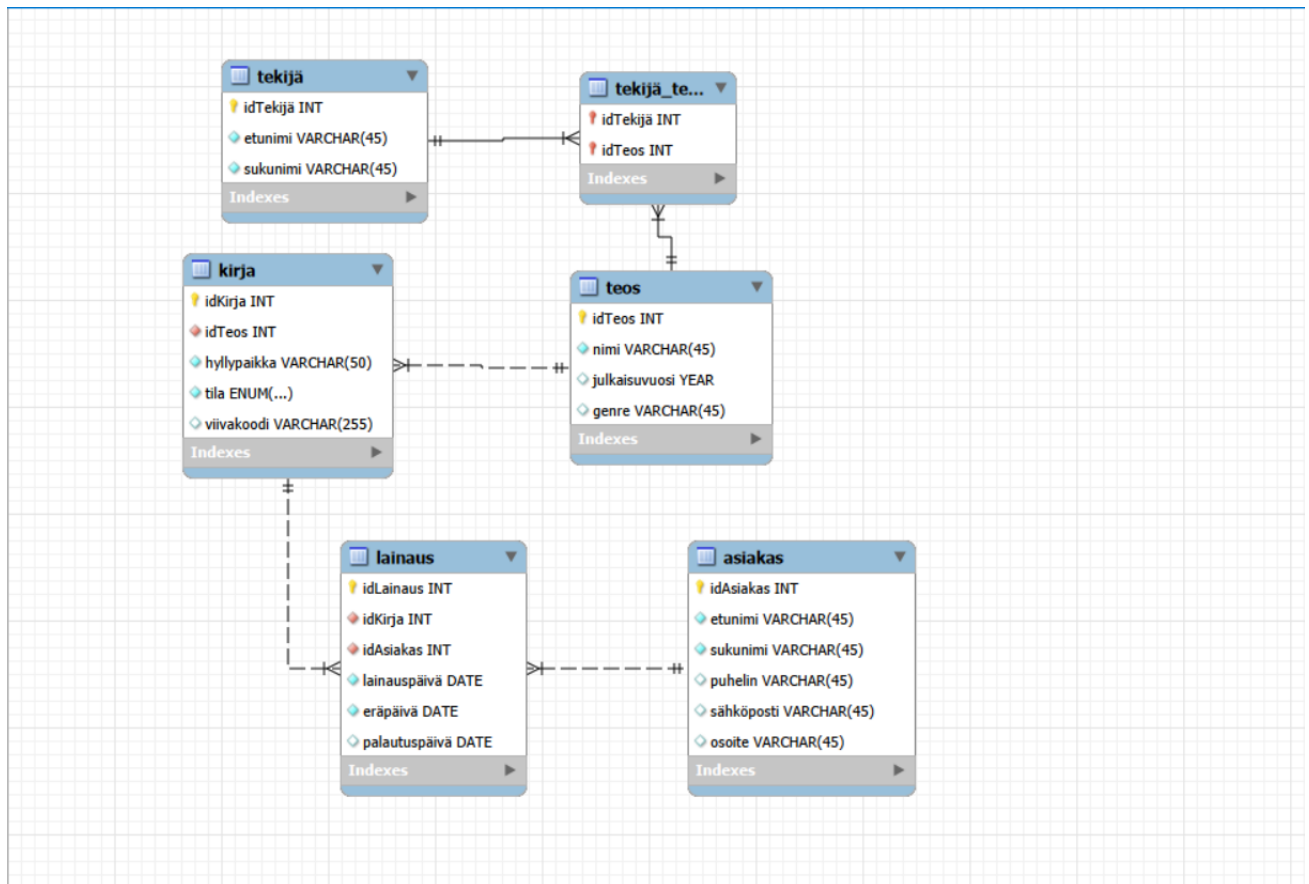 tekijä
idTekijä INT
etunimi VARCHAR(45)
sukunimi VARCHAR(45)
Indexes
tekijä_te...
idTekijä INT
idTeos INT
Indexes
kirja
idKirja INT
idTeos INT
hyllypaikka VARCHAR(50)
tila ENUM(...)
viivakoodi VARCHAR(255)
Indexes
teos
idTeos INT
nimi VARCHAR(45)
julkaisuvuosi YEAR
genre VARCHAR(45)
Indexes
lainaus
idLainaus INT
idKirja INT
idAsiakas INT
lainauspäivä DATE
eräpäivä DATE
palautuspäivä DATE
Indexes
asiakas
idAsiakas INT
etunimi VARCHAR(45)
sukunimi VARCHAR(45)
puhelin VARCHAR(45)
sähköposti VARCHAR(45)
osoite VARCHAR(45)
Indexes